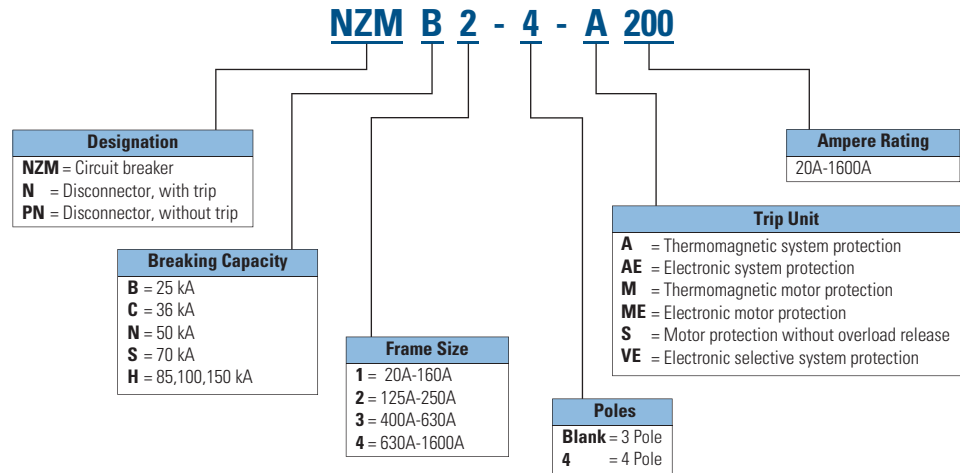 NZM B 2 - 4 - A 200
Designation
NZM = Circuit breaker
N = Disconnector, with trip
PN = Disconnector, without trip
Breaking Capacity
B = 25 kA
C = 36 kA
N = 50 kA
S = 70 kA
H = 85,100,150 kA
Frame Size
1 = 20A-160A
2 = 125A-250A
3 = 400A-630A
4 = 630A-1600A
Poles
Blank = 3 Pole
4 = 4 Pole
Trip Unit
A = Thermomagnetic system protection
AE = Electronic system protection
M = Thermomagnetic motor protection
ME = Electronic motor protection
S = Motor protection without overload release
VE = Electronic selective system protection
Ampere Rating
20A-1600A